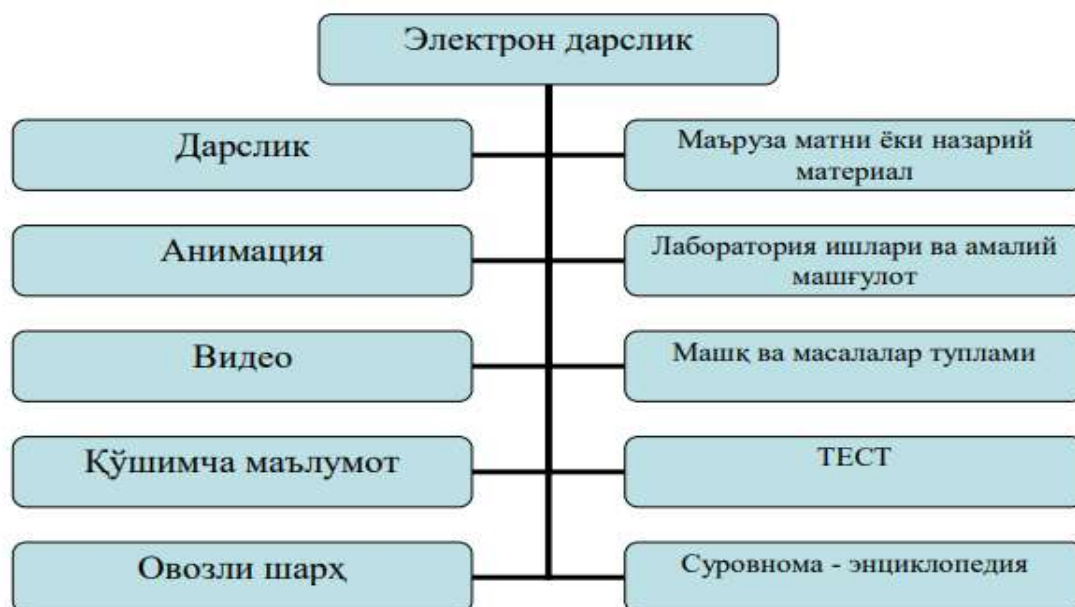 Электрон дарслик
Дарслик
Маъруза матни ёки назарий
материал
Анимация
Лаборатория ишлари ва амалий
машғулот
Видео
Машқ ва масалалар туплами
Қўшимча маълумот
ТЕСТ
Овозли шарҳ
Суровнома - энциклопедия